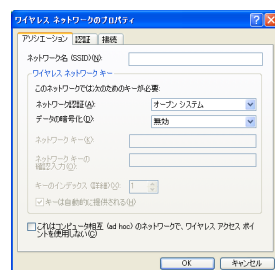 ワイヤレス ネットワークのプロパティ
アソシエーション 認証 接続
ネットワーク名 (SSID)(N):
ワイヤレス ネットワーク キー
このネットワークでは次のためのキーが必要:
ネットワーク認証(A): オープン システム
データの暗号化(D): 無効
ネットワーク キー(K):
ネットワーク キーの
確認入力(O):
キーのインデックス (詳細)(X): 1
キーは自動的に提供される(H)
これはコンピュータ相互 (ad hoc) のネットワークで、ワイヤレス アクセス ポイ
ントを使用しない(C)
OK キャンセル